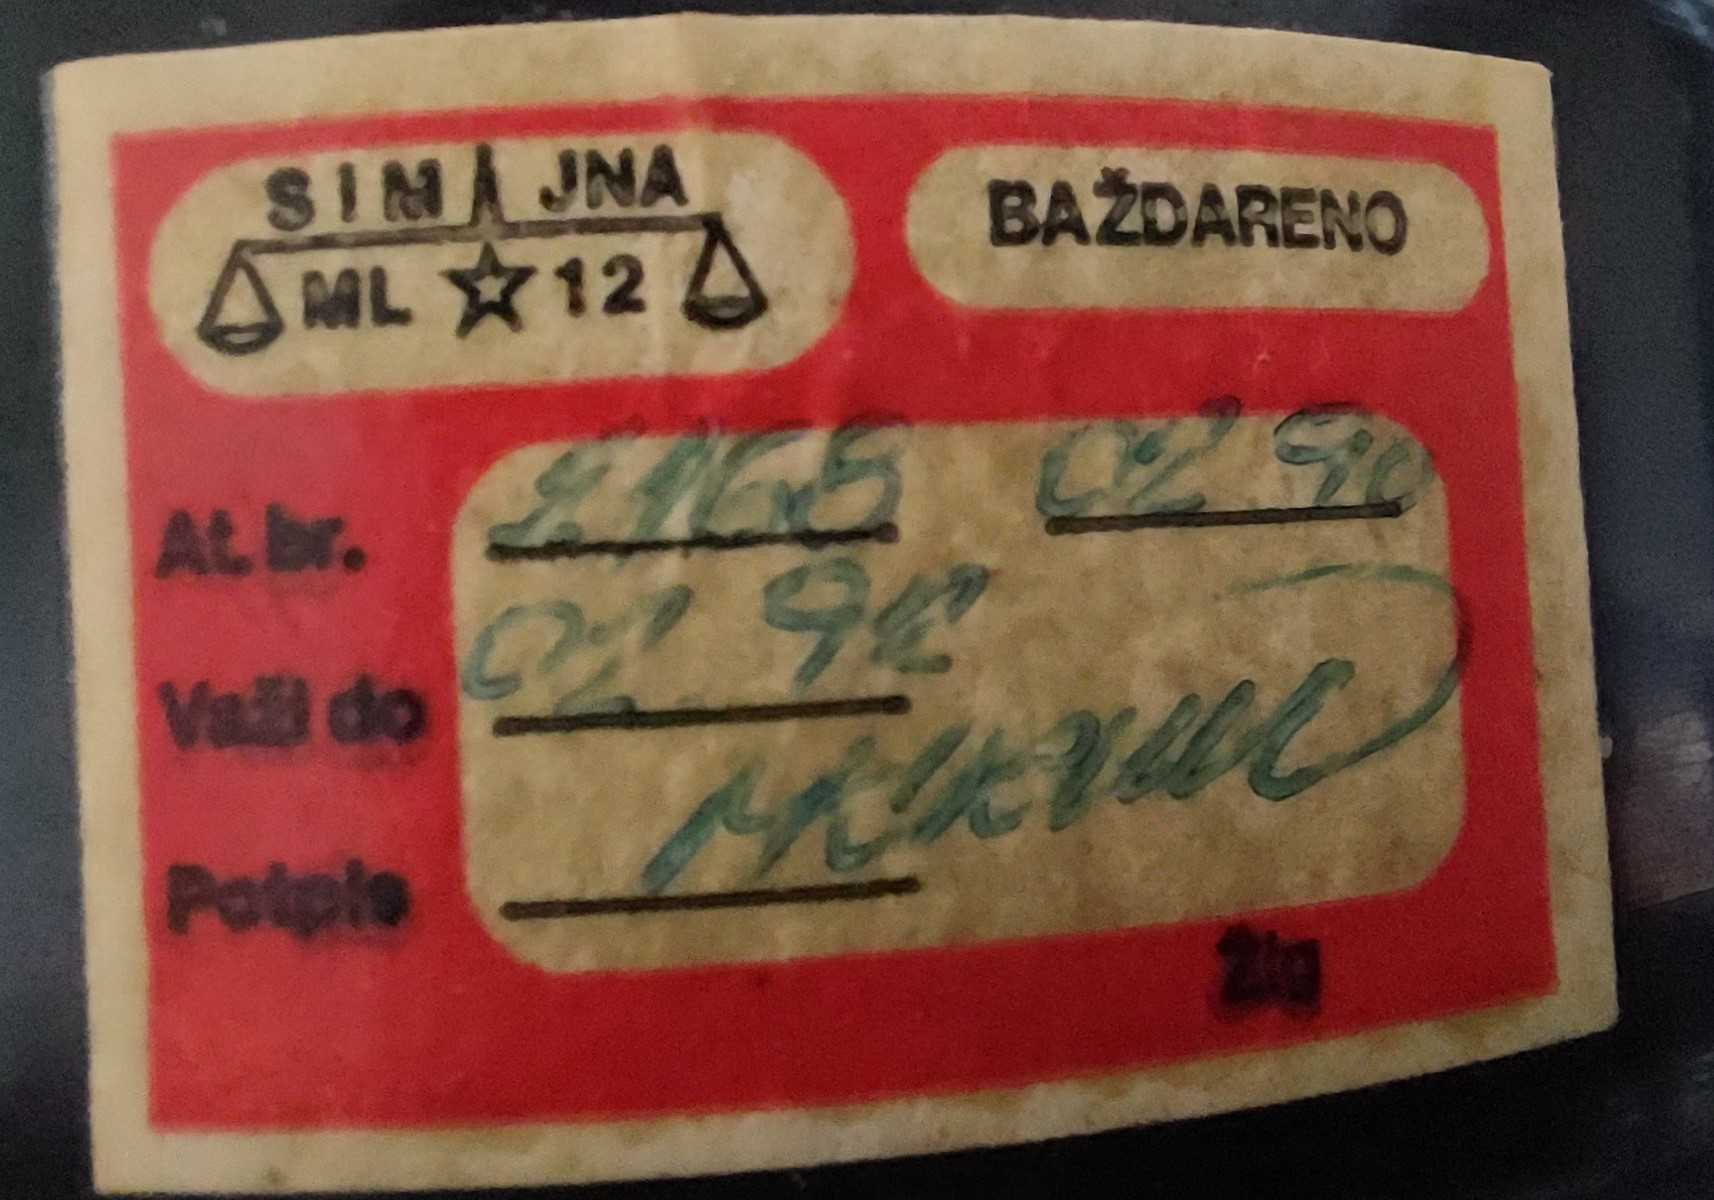 SIM JNA
ML 12
BAŽDARENO
At. br. 02 90
Važi do 02 92
Potpis
Žig